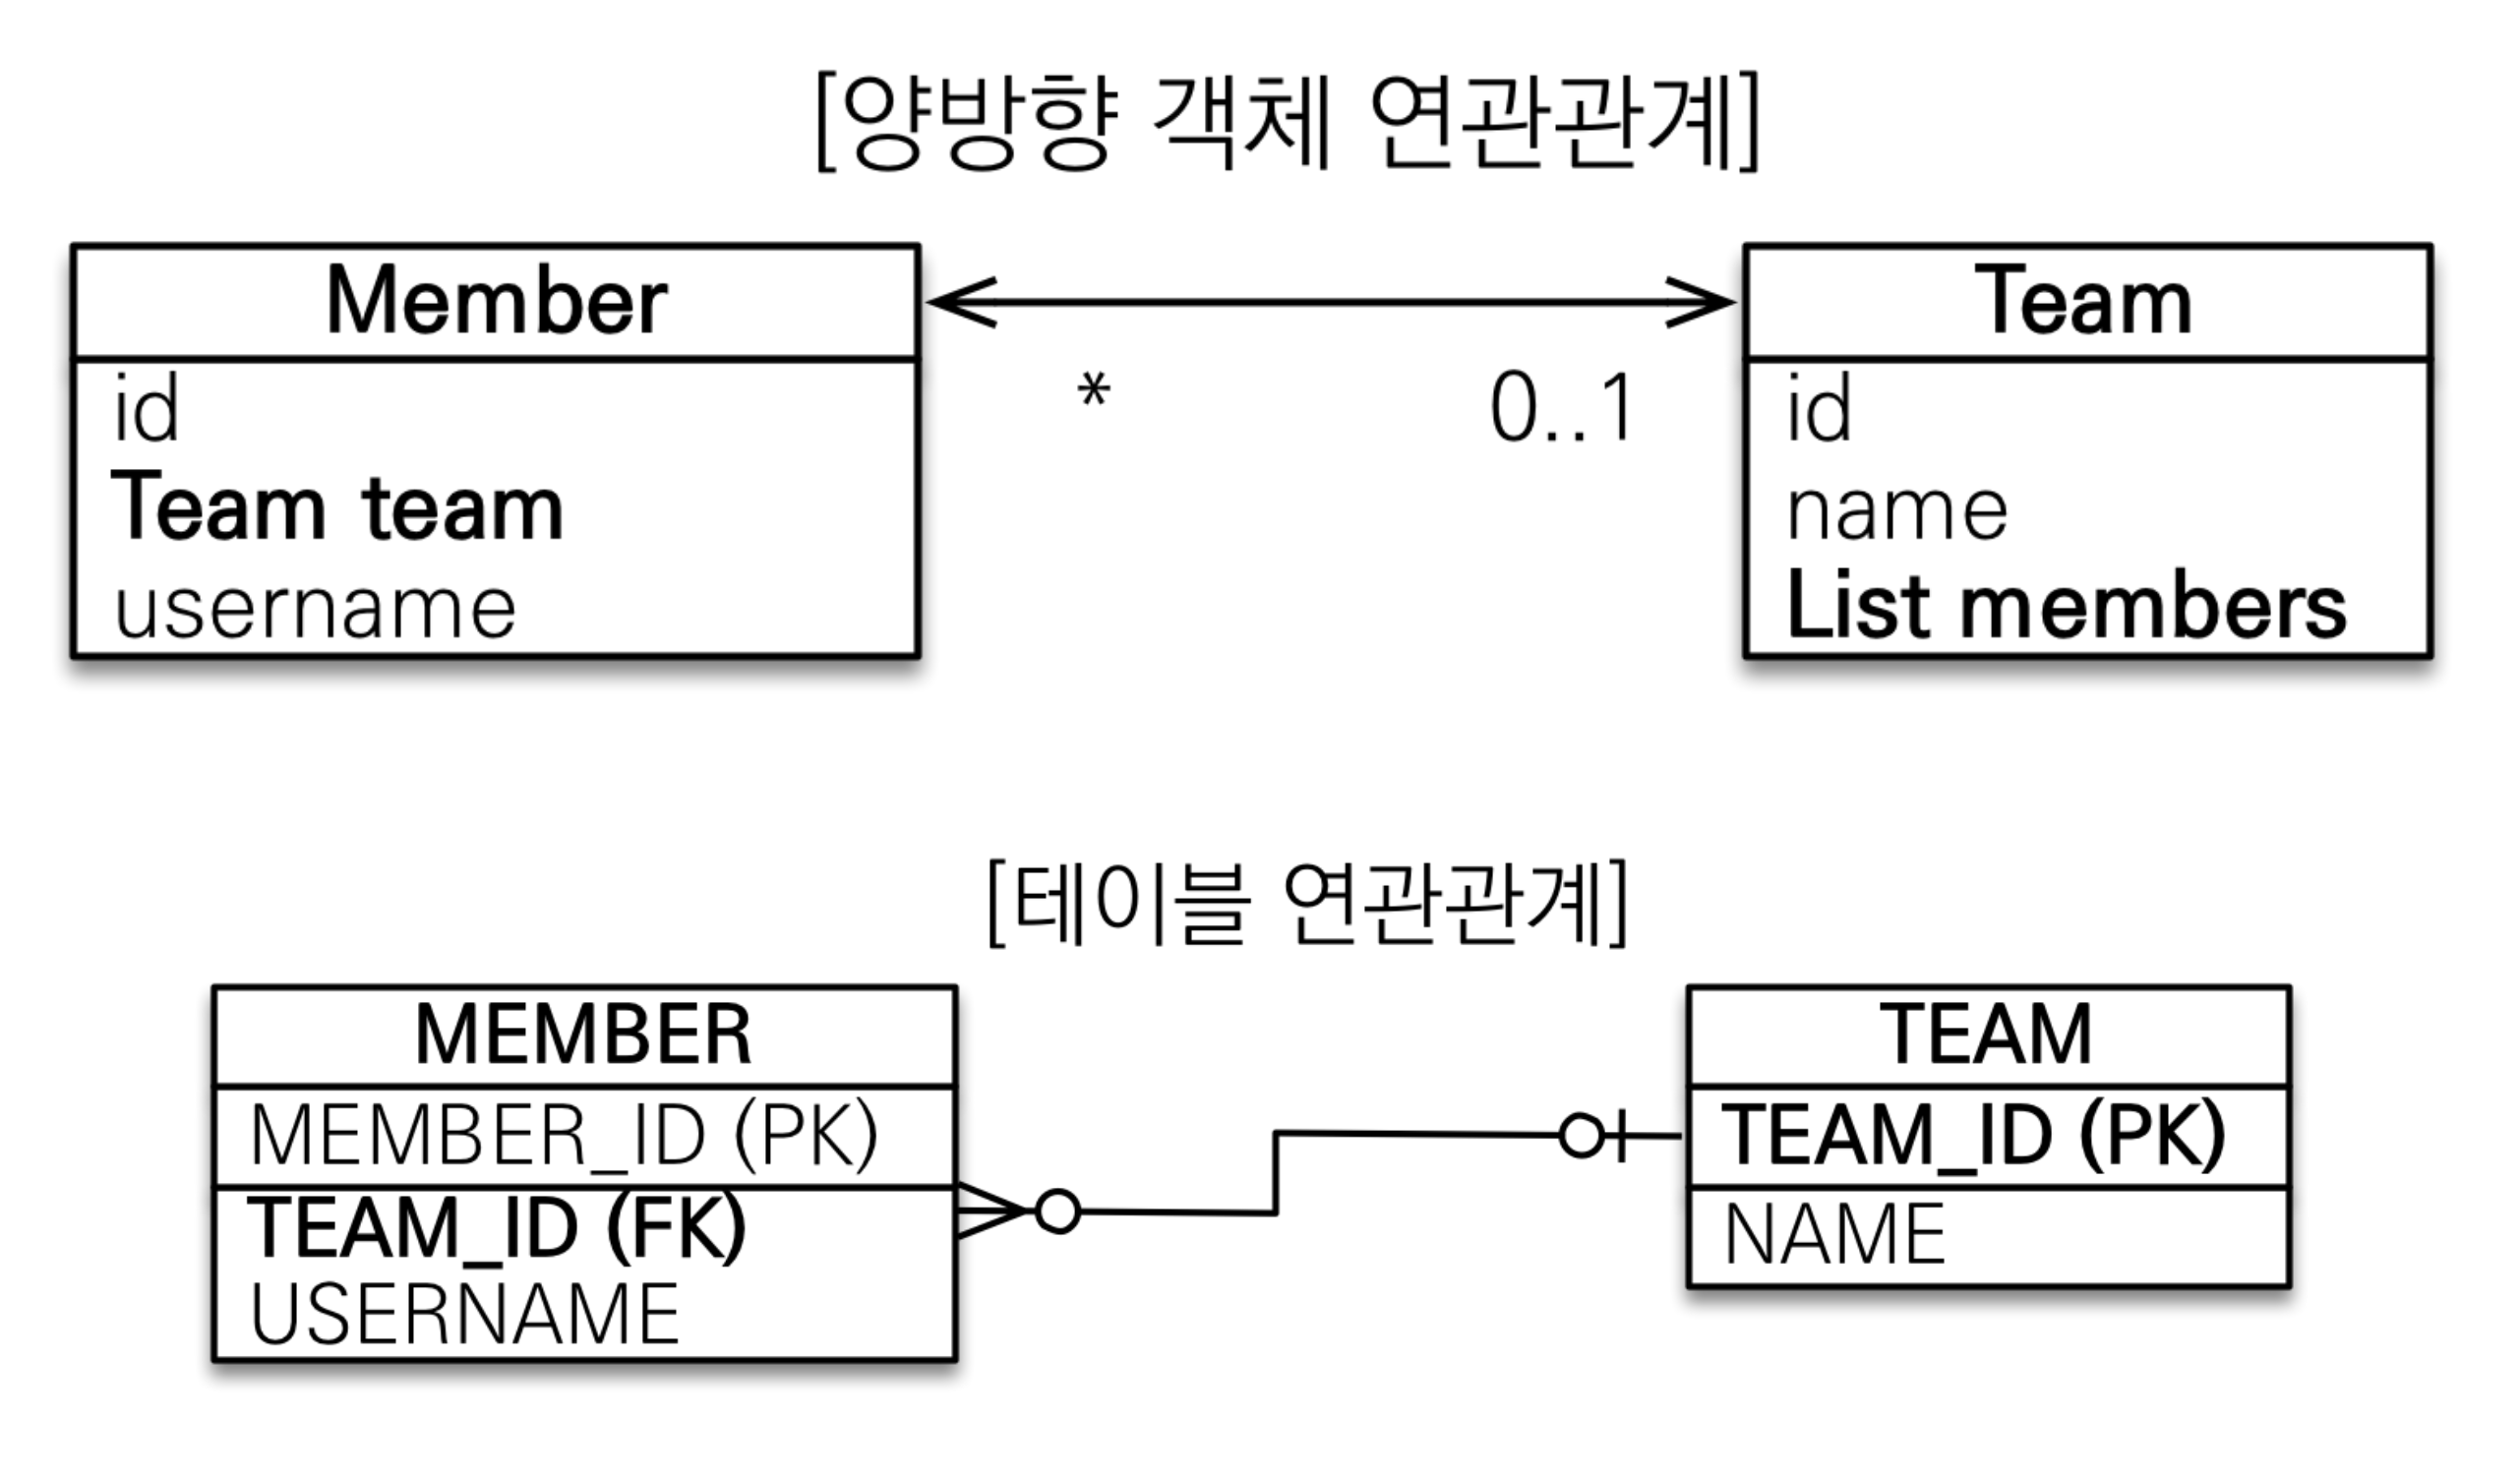 [양방향 객체 연관관계]
Member
id
Team team
username
*
0..1
Team
id
name
List members
[테이블 연관관계]
MEMBER
MEMBER_ID (PK)
TEAM_ID (FK)
USERNAME
TEAM
TEAM_ID (PK)
NAME